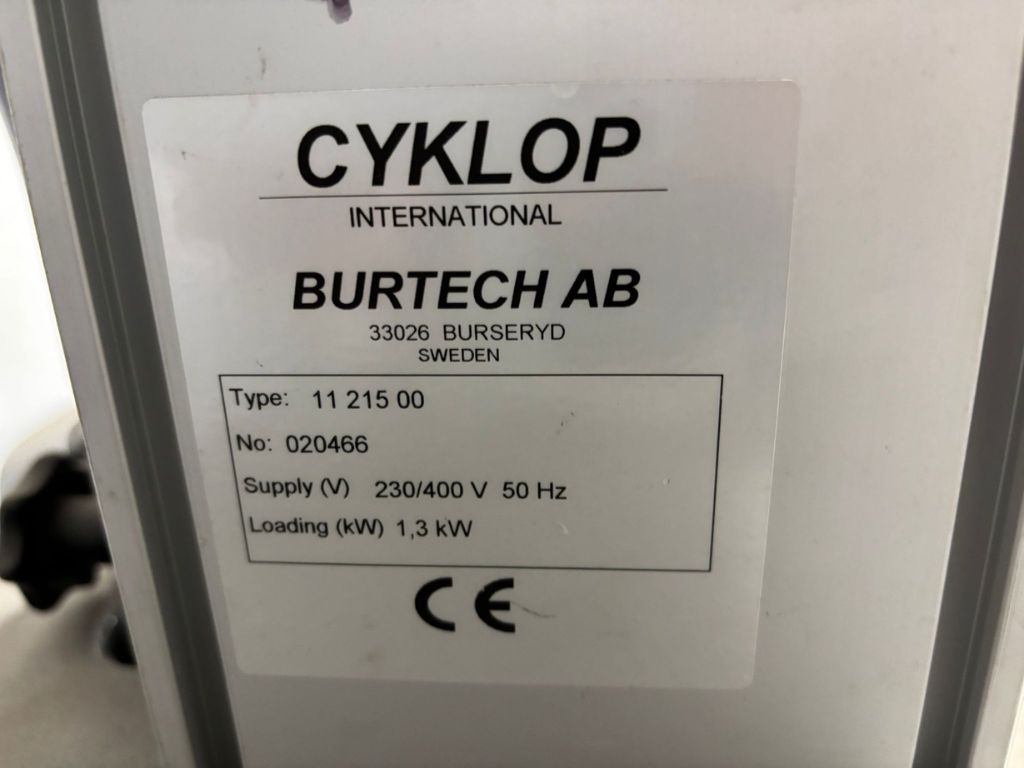 CYKLOP
INTERNATIONAL
BURTECH AB
33026 BURSERYD
SWEDEN
Type: 11 215 00
No: 020466
Supply (V) 230/400 V 50 Hz
Loading (kW) 1,3 kW
CE